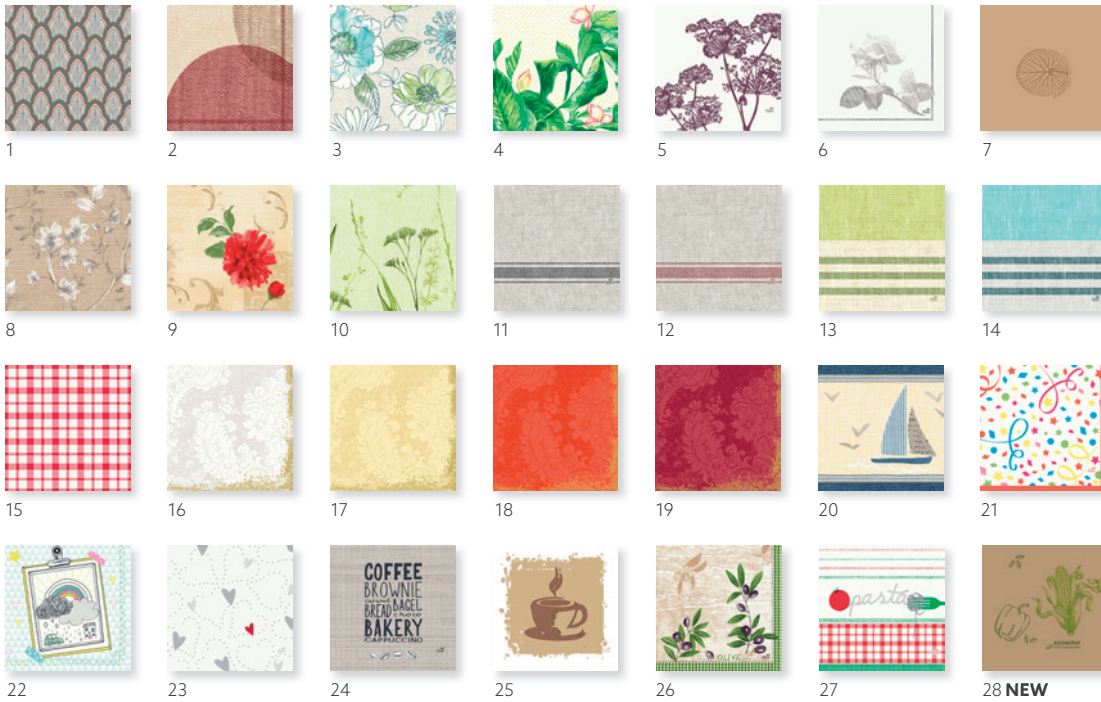 1 2 3 4 5 6 7
8 9 10 11 12 13 14
15 16 17 18 19 20 21
COFFEE
BROWNIE
BREAD BAGEL
BAKERY
CAPPUCCINO
OLIVE
pasta
ecoecho
22 23 24 25 26 27 28 NEW